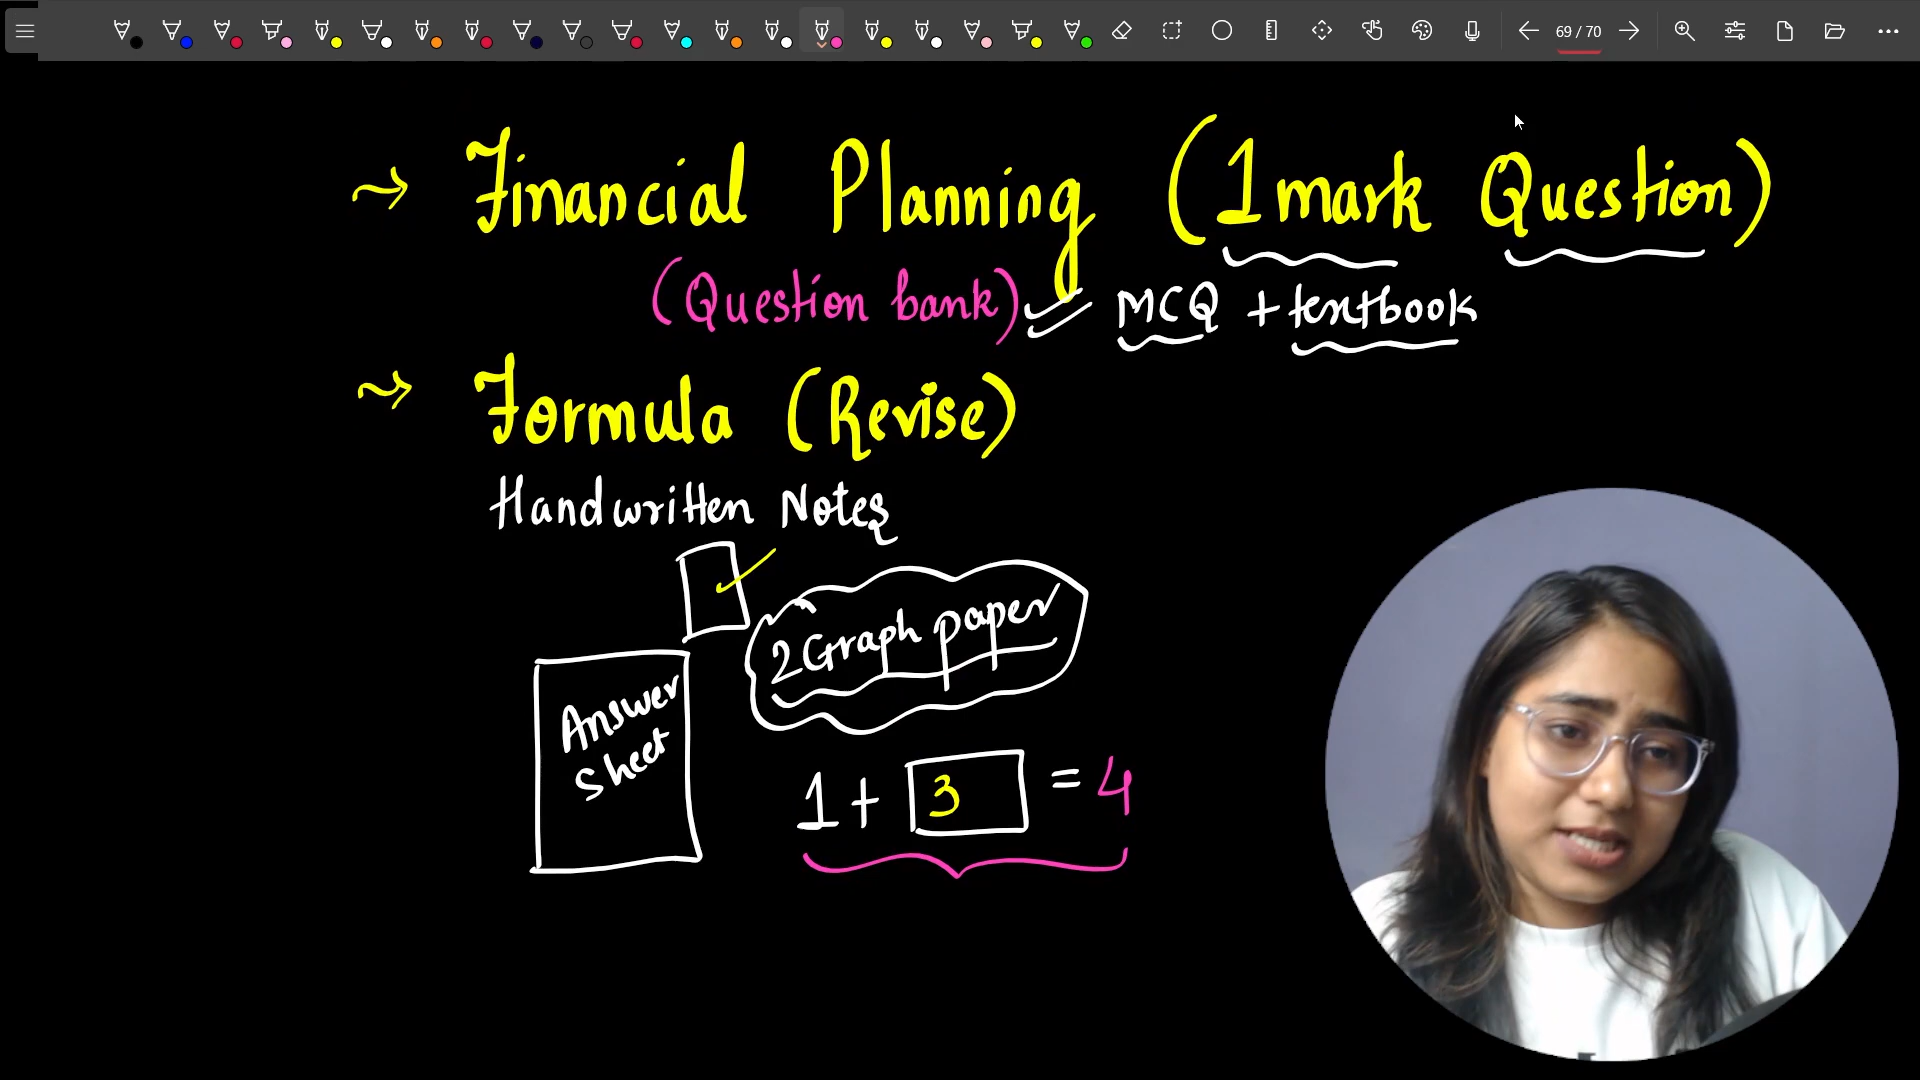 69 / 70
→ Financial Planning (1 mark Question)
(Question bank) MCQ + textbook
→ Formula (Revise)
Handwritten Notes
2 Graph paper
Answer
Sheet
1 + 3 = 4